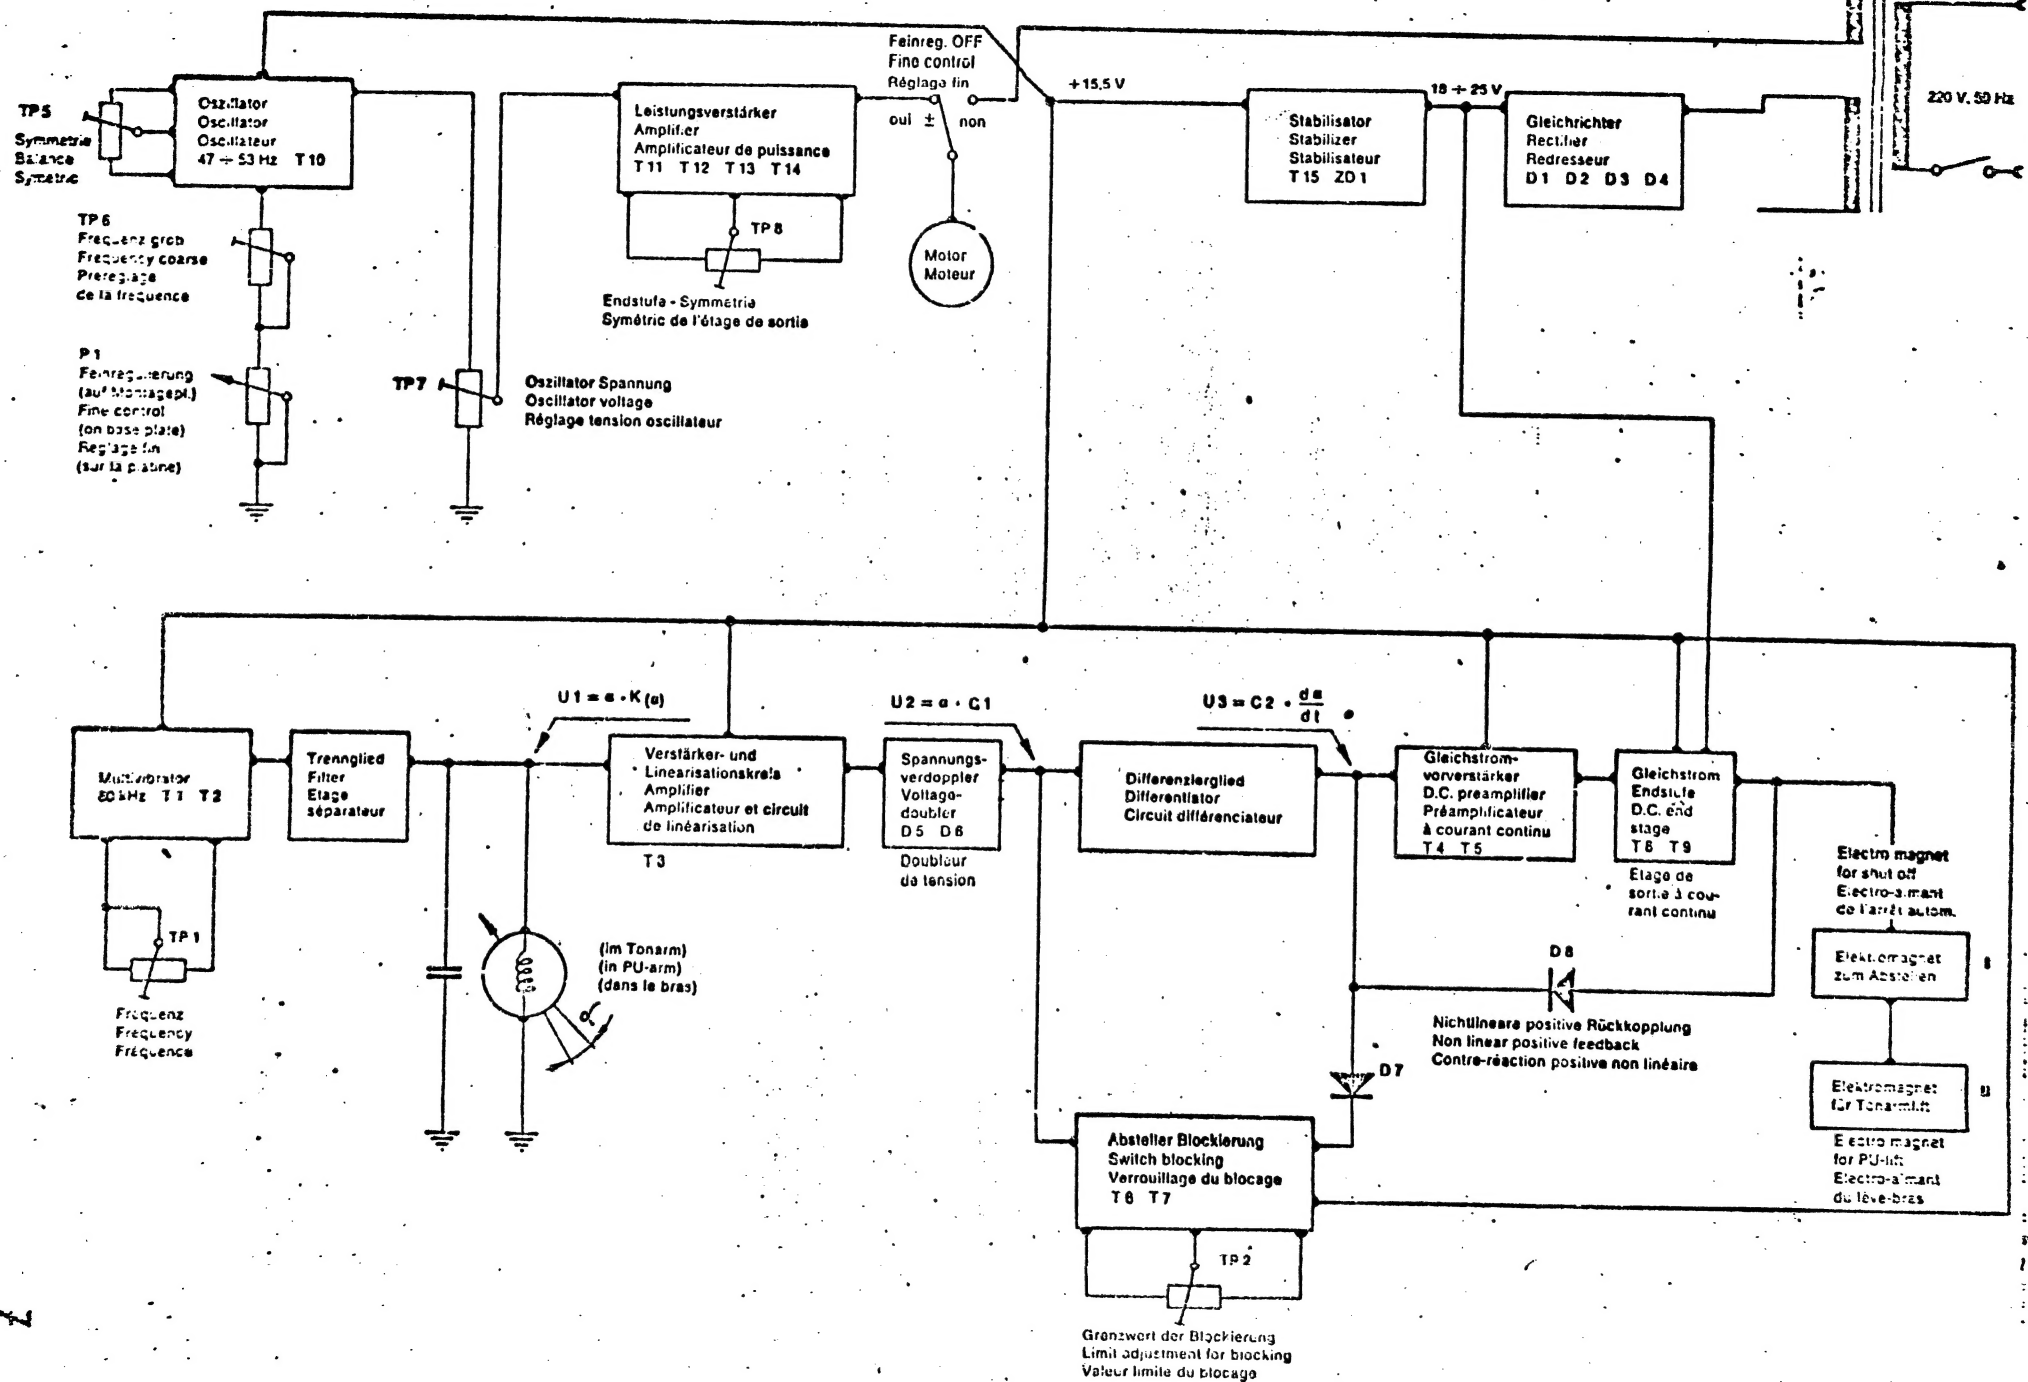 TP5
Symmetrie
Balance
Symetrie
Oszillator
Oscillator
Oscillateur
47 ÷ 53 Hz T10
TP6
Frequenz grob
Frequency coarse
Prereglage
de la frequence
P1
Feinregulierung
(auf Montagepl.)
Fine control
(on base plate)
Reglage fin
(sur la platine)
TP7
Oszillator Spannung
Oscillator voltage
Réglage tension oscillateur
Leistungsverstärker
Amplifier
Amplificateur de puissance
T11 T12 T13 T14
TP8
Endstufe - Symmetrie
Symétric de l'étage de sortie
Feinreg. OFF
Fine control
Réglage fin
oui ± non
Motor
Moteur
+15,5 V
Stabilisator
Stabilizer
Stabilisateur
T15 ZD1
18 ÷ 25 V
Gleichrichter
Rectifier
Redresseur
D1 D2 D3 D4
220 V, 50 Hz
Multivibrator
80 kHz T1 T2
TP1
Frequenz
Frequency
Fréquence
Trennglied
Filter
Etage
séparateur
U1 = α · K(α)
(im Tonarm)
(in PU-arm)
(dans le bras)
α
Verstärker- und
Linearisationskreis
Amplifier
Amplificateur et circuit
de linéarisation
T3
U2 = α · C1
Spannungs-
verdoppler
Voltage-
doubler
D5 D6
Doubleur
de tension
U3 = C2 · dα
dt
Differenzierglied
Differentiator
Circuit différenciateur
Gleichstrom-
vorverstärker
D.C. preamplifier
Préamplificateur
à courant continu
T4 T5
Gleichstrom
Endstufe
D.C. end
stage
T8 T9
Etage de
sortie à cou-
rant continu
Electro magnet
for shut off
Electro-aimant
de l'arrêt autom.
Elektromagnet
zum Abstellen
I
Elektromagnet
für Tonarmlift
II
Electro magnet
for PU-lift
Electro-aimant
du lève-bras
D8
Nichtlineare positive Rückkopplung
Non linear positive feedback
Contre-réaction positive non linéaire
D7
Absteller Blockierung
Switch blocking
Verrouillage du blocage
T6 T7
TP2
Grenzwert der Blockierung
Limit adjustment for blocking
Valeur limite du blocage